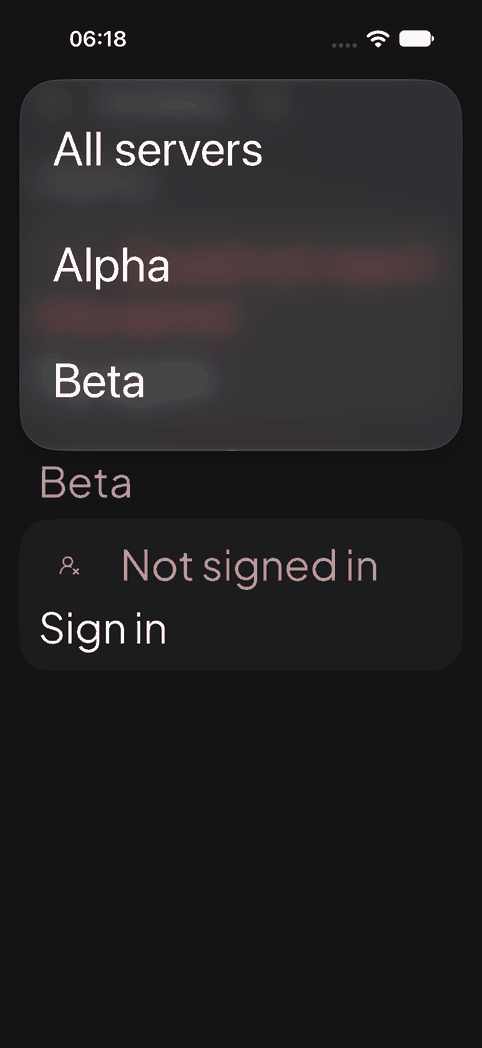 06:18
All servers
Alpha
Beta
Beta
Not signed in
Sign in